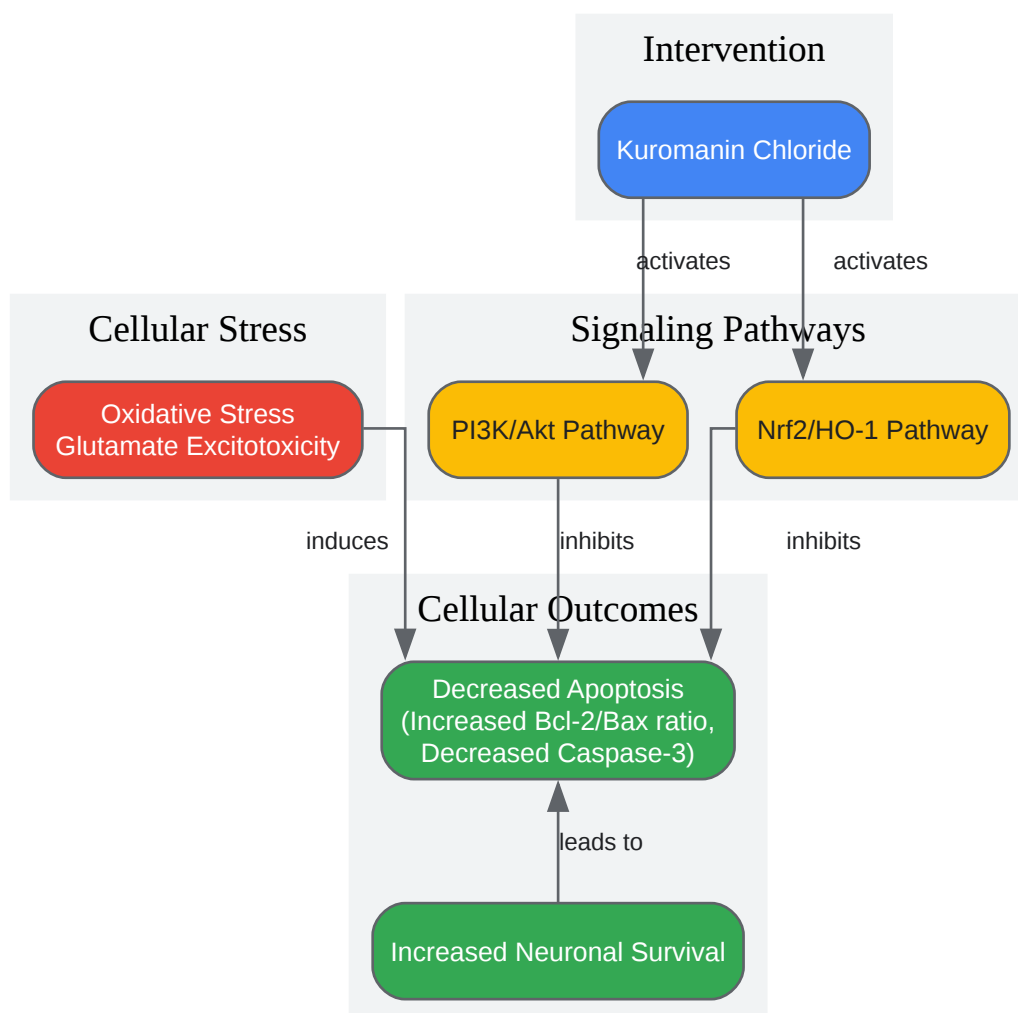 Intervention
Kuromanin Chloride
activates
activates
Cellular Stress
Signaling Pathways
Oxidative Stress
Glutamate Excitotoxicity
PI3K/Akt Pathway
Nrf2/HO-1 Pathway
induces
inhibits
inhibits
Cellular Outcomes
Decreased Apoptosis
(Increased Bcl-2/Bax ratio,
Decreased Caspase-3)
leads to
Increased Neuronal Survival